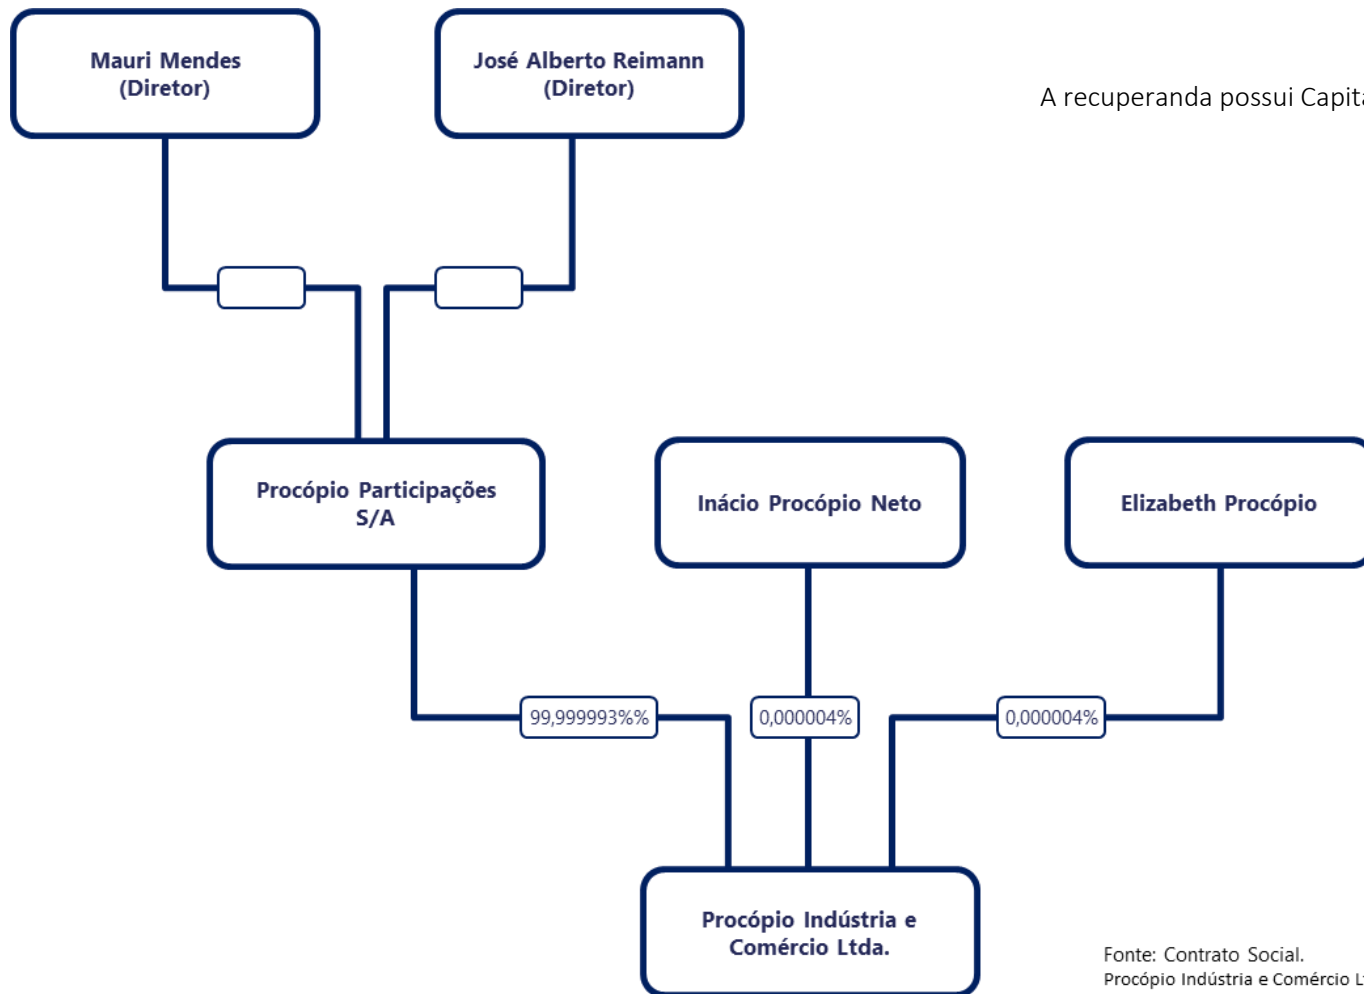 Mauri Mendes
(Diretor)
José Alberto Reimann
(Diretor)
A recuperanda possui
Procópio Participações
S/A
Inácio Procópio Neto
Elizabeth Procópio
99,999993%%
0,000004%
0,000004%
Procópio Indústria e
Comércio Ltda.
Fonte: Contrato Social.
Procópio Indústria e Comércio